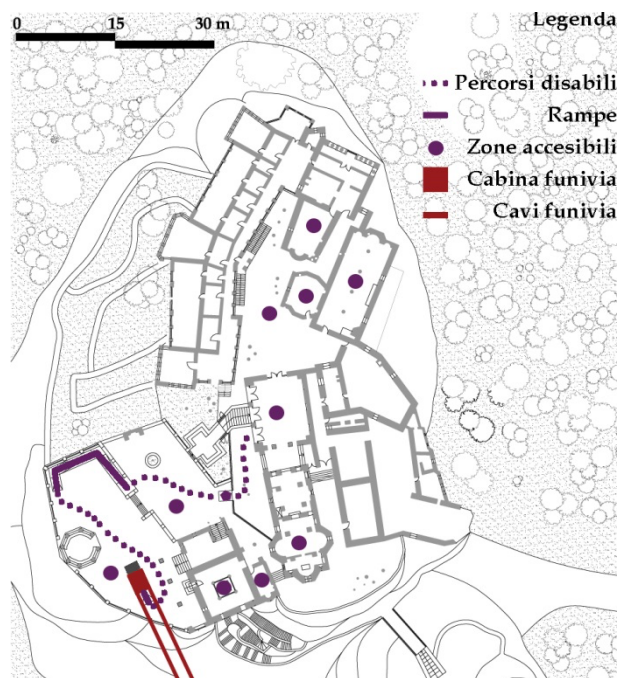 0 15 30 m
Legenda
Percorsi disabili
Rampe
Zone accesibili
Cabina funivia
Cavi funivia